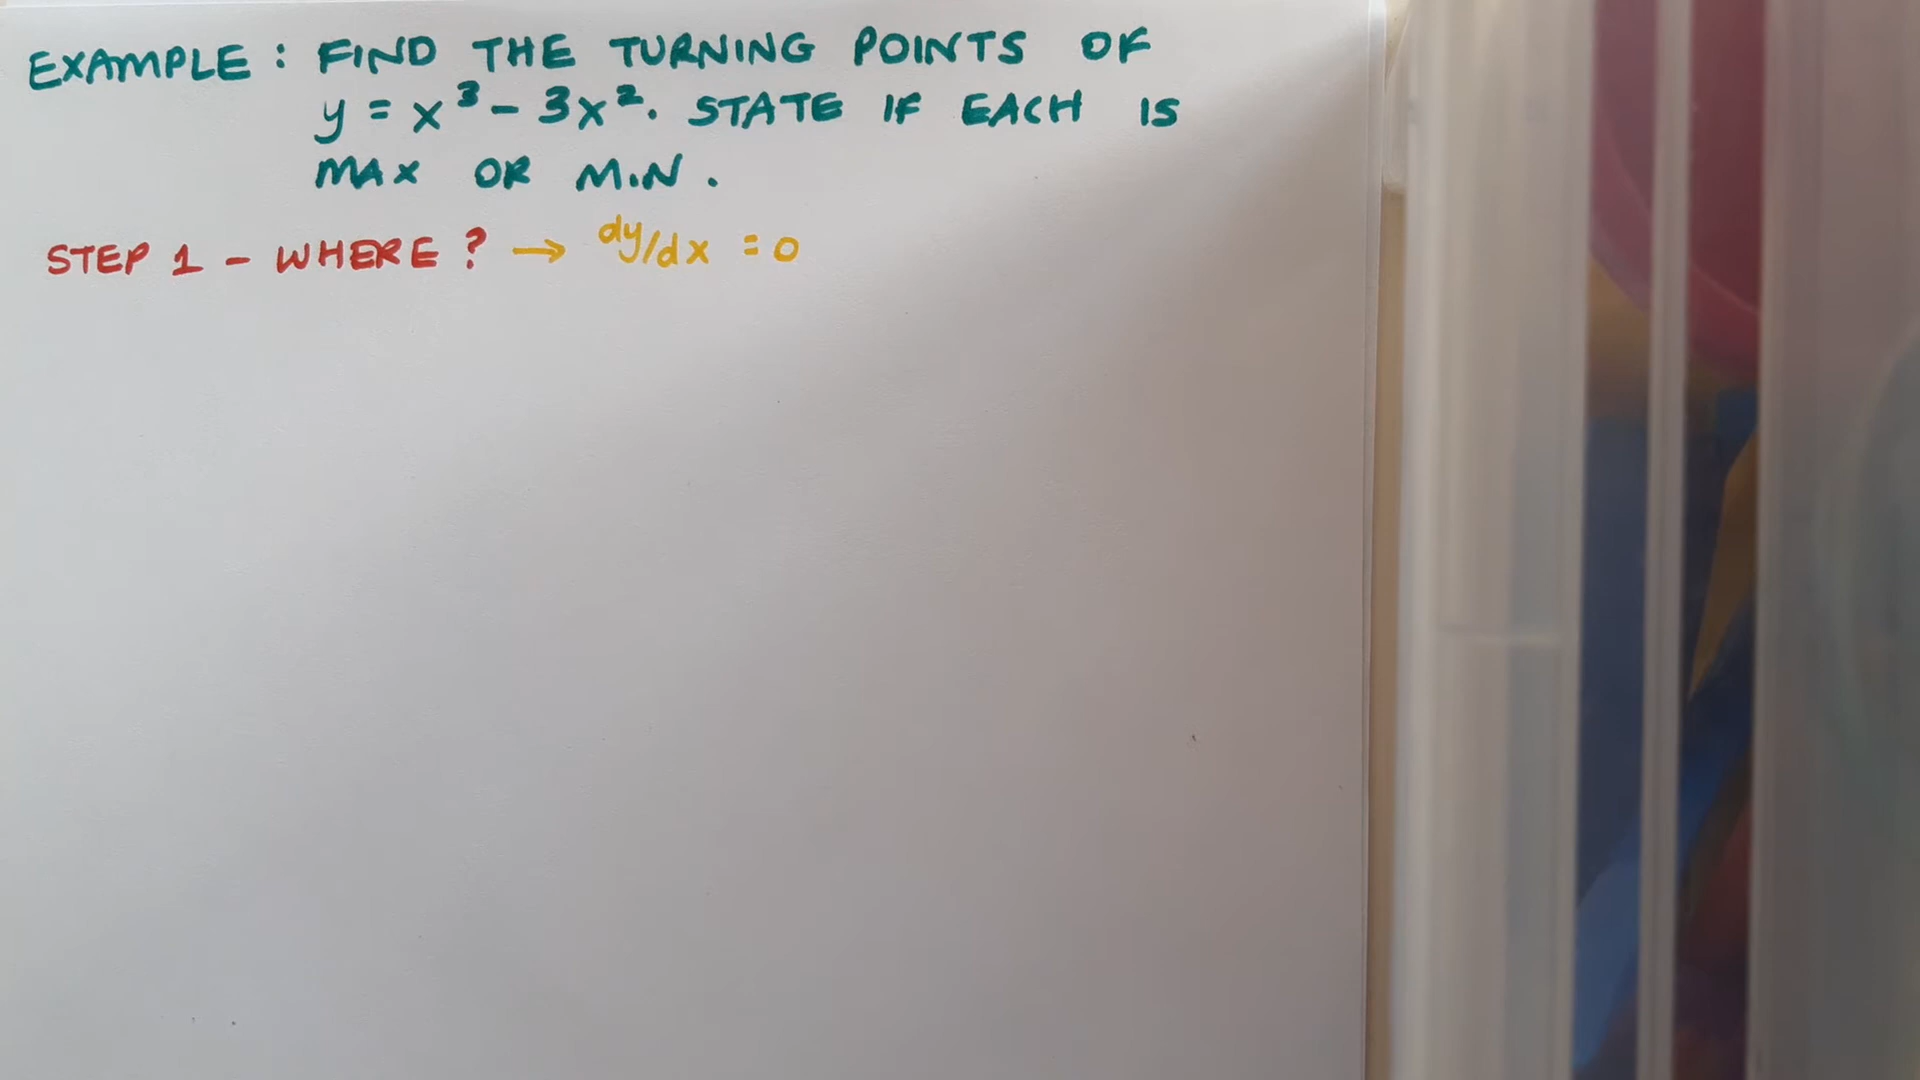 EXAMPLE: FIND THE TURNING POINTS OF
y = x³ - 3x². STATE IF EACH IS
MAX OR MIN.
STEP 1 - WHERE? → dy/dx = 0